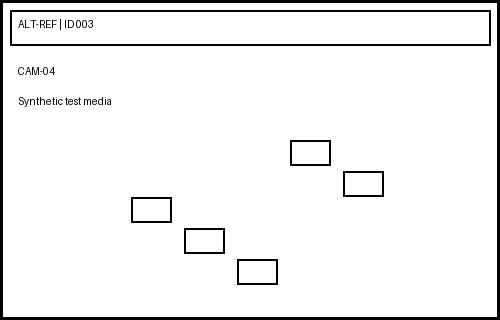 ALT-REF | ID003
CAM-04
Synthetic test media